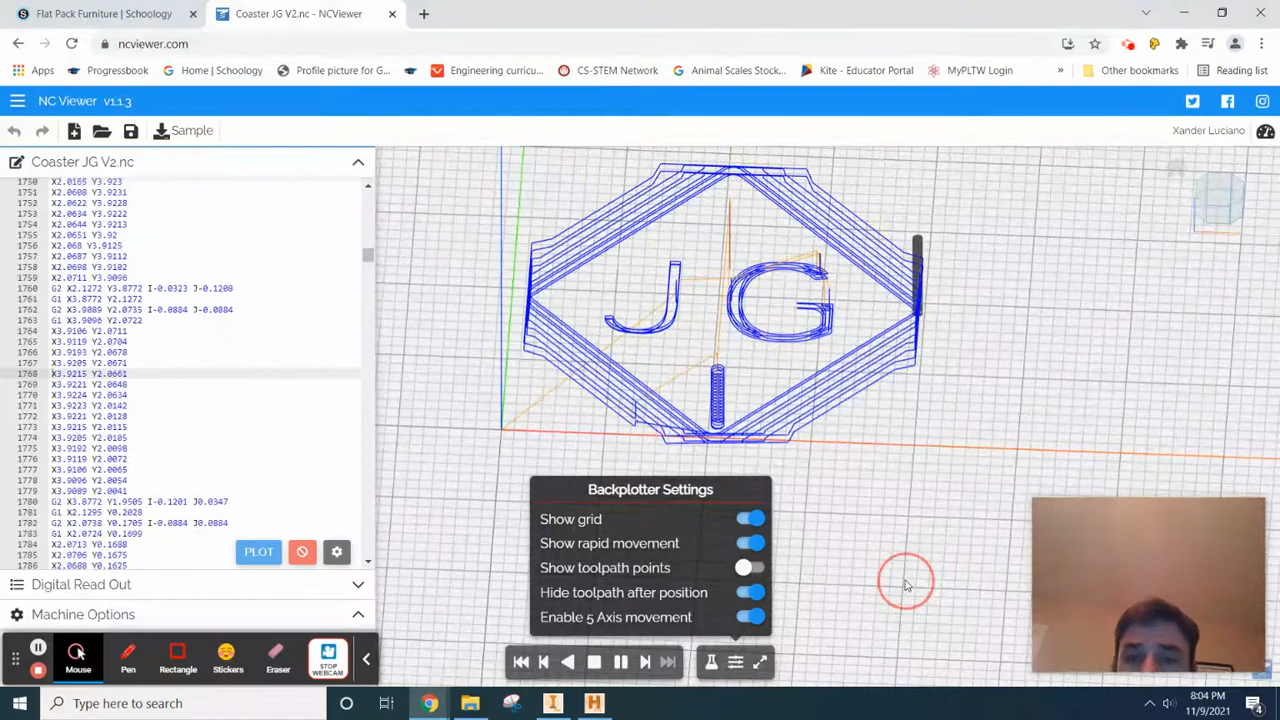 Flat Pack Furniture | Schoology
Coaster JG V2.nc - NCViewer
ncviewer.com
Apps
Progressbook
Home | Schoology
Profile picture for G...
Engineering curricu...
CS-STEM Network
Animal Scales Stock...
Kite - Educator Portal
MyPLTW Login
»
Other bookmarks
Reading list
NC Viewer v1.1.3
Sample
Xander Luciano
Coaster JG V2.nc
1750 X2.0165 Y3.923
1751 X2.0608 Y3.9231
1752 X2.0622 Y3.9228
1753 X2.0634 Y3.9222
1754 X2.0644 Y3.9213
1755 X2.0651 Y3.92
1756 X2.068 Y3.9125
1757 X2.0687 Y3.9112
1758 X2.0698 Y3.9103
1759 X2.0711 Y3.9096
1760 G2 X2.1272 Y3.8772 I-0.0323 J-0.1208
1761 G1 X3.8772 Y2.1272
1762 G2 X3.9089 Y2.0735 I-0.0884 J-0.0884
1763 G1 X3.9096 Y2.0722
1764 X3.9106 Y2.0711
1765 X3.9119 Y2.0704
1766 X3.9193 Y2.0678
1767 X3.9205 Y2.0671
1768 X3.9215 Y2.0661
1769 X3.9221 Y2.0648
1770 X3.9224 Y2.0634
1771 X3.9223 Y2.0142
1772 X3.9221 Y2.0128
1773 X3.9215 Y2.0115
1774 X3.9205 Y2.0105
1775 X3.9192 Y2.0098
1776 X3.9119 Y2.0072
1777 X3.9106 Y2.0065
1778 X3.9096 Y2.0054
1779 X3.9089 Y2.0041
1780 G2 X3.8772 Y1.9505 I-0.1201 J0.0347
1781 G1 X2.1295 Y0.2028
1782 G2 X2.0738 Y0.1705 I-0.0884 J0.0884
1783 G1 X2.0724 Y0.1699
1784 X2.0713 Y0.1688
1785 X2.0706 Y0.1675
1786 X2.0688 Y0.1625
PLOT
Digital Read Out
Machine Options
JG
Backplotter Settings
Show grid
Show rapid movement
Show toolpath points
Hide toolpath after position
Enable 5 Axis movement
Mouse
Pen
Rectangle
Stickers
Eraser
STOP
WEBCAM
Type here to search
8:04 PM
11/9/2021
4